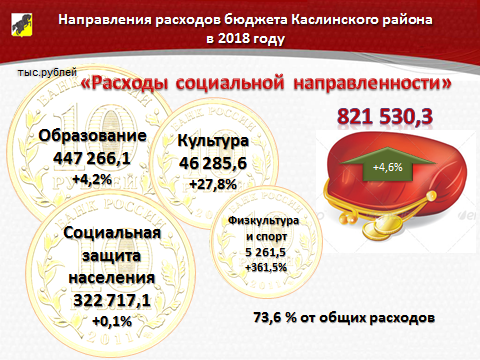 Направления расходов бюджета Каслинского района
в 2018 году
тыс.рублей
«Расходы социальной направленности»
821 530,3
+4,6%
Образование
447 266,1
+4,2%
Культура
46 285,6
+27,8%
Физкультура
и спорт
5 261,5
+361,5%
Социальная
защита
населения
322 717,1
+0,1%
73,6 % от общих расходов